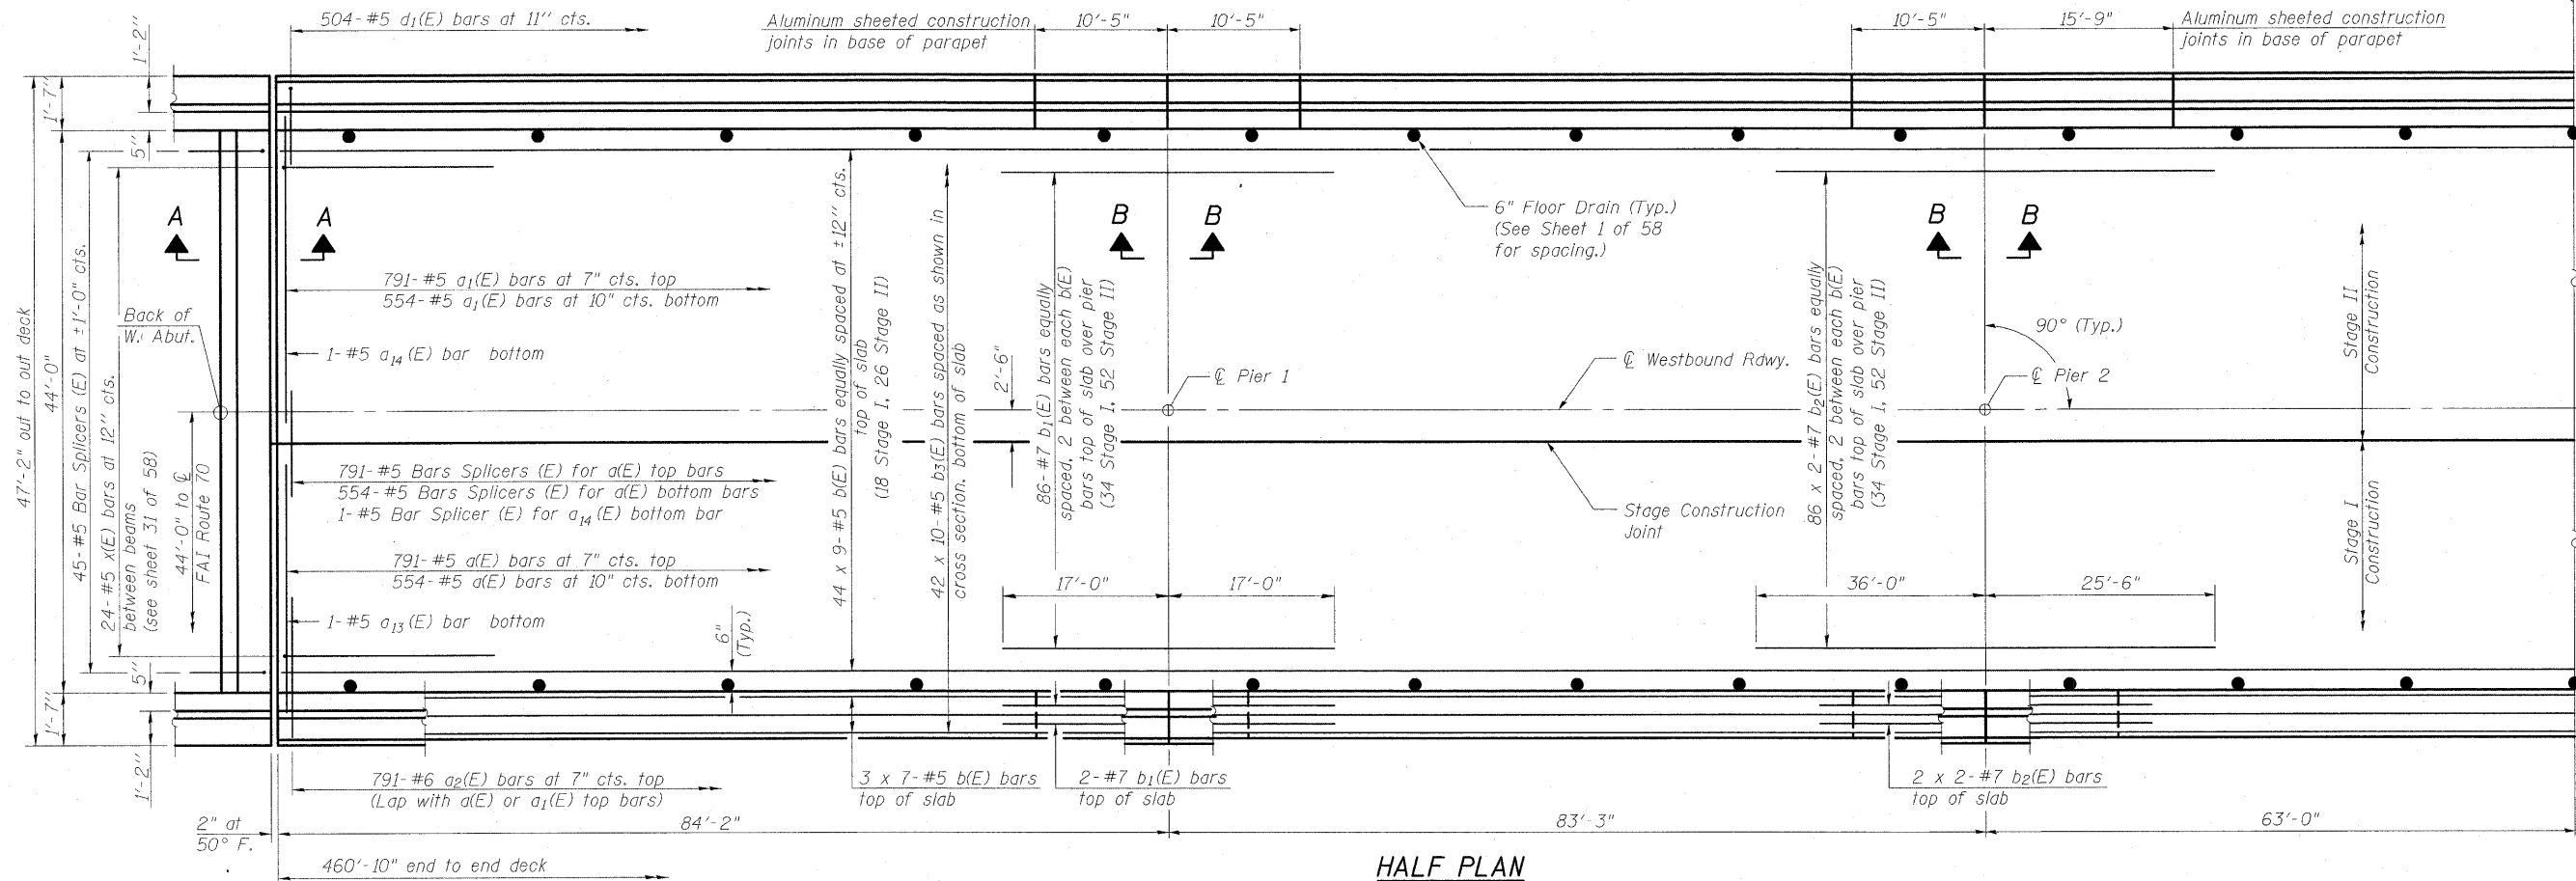 504-#5 d1(E) bars at 11" cts.
Aluminum sheeted construction
joints in base of parapet
10'-5"
10'-5"
10'-5"
15'-9"
Aluminum sheeted construction
joints in base of parapet
1'-2"
1'-7"
5"
47'-2" out to out deck
44'-0"
45-#5 Bar Splicers (E) at ±1'-0" cts.
24-#5 x(E) bars at 12" cts.
between beams
(see sheet 31 of 58)
44'-0" to ℄
FAI Route 70
A
A
B
B
B
B
Back of
W. Abut.
791-#5 a1(E) bars at 7" cts. top
554-#5 a1(E) bars at 10" cts. bottom
1-#5 a14(E) bar bottom
44 x 9-#5 b(E) bars equally spaced at ±12" cts.
top of slab
(18 Stage I, 26 Stage II)
42 x 10-#5 b3(E) bars spaced as shown in
cross section. bottom of slab
86-#7 b1(E) bars equally
spaced, 2 between each b(E)
bars top of slab over pier
(34 Stage I, 52 Stage II)
2'-6"
6" Floor Drain (Typ.)
(See Sheet 1 of 58
for spacing.)
℄ Westbound Rdwy.
℄ Pier 1
86 x 2-#7 b2(E) bars equally
spaced, 2 between each b(E)
bars top of slab over pier
(34 Stage I, 52 Stage II)
90° (Typ.)
℄ Pier 2
Stage II
Construction
Stage I
Construction
791-#5 Bars Splicers (E) for a(E) top bars
554-#5 Bars Splicers (E) for a(E) bottom bars
1-#5 Bar Splicer (E) for a14(E) bottom bar
Stage Construction
Joint
791-#5 a(E) bars at 7" cts. top
554-#5 a(E) bars at 10" cts. bottom
1-#5 a13(E) bar bottom
6"
(Typ.)
17'-0"
17'-0"
36'-0"
25'-6"
5"
1'-7"
1'-2"
791-#6 a2(E) bars at 7" cts. top
(Lap with a(E) or a1(E) top bars)
3 x 7-#5 b(E) bars
top of slab
2-#7 b1(E) bars
top of slab
2 x 2-#7 b2(E) bars
top of slab
2" at
50° F.
84'-2"
83'-3"
63'-0"
460'-10" end to end deck
HALF PLAN